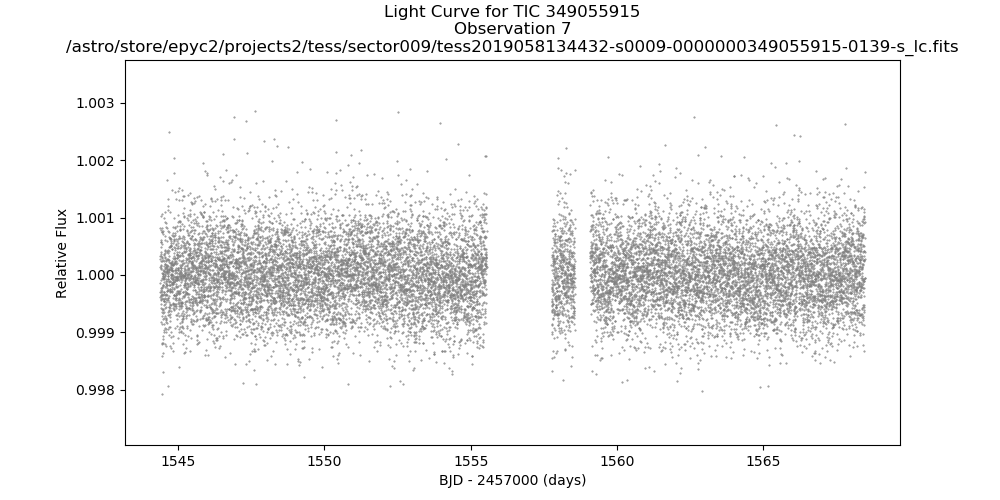 Light Curve for TIC 349055915
Observation 7
/astro/store/epyc2/projects2/tess/sector009/tess2019058134432-s0009-0000000349055915-0139-s_lc.fits
1.003
1.002
1.001
1.000
0.999
0.998
Relative Flux
1545 1550 1555 1560 1565
BJD - 2457000 (days)